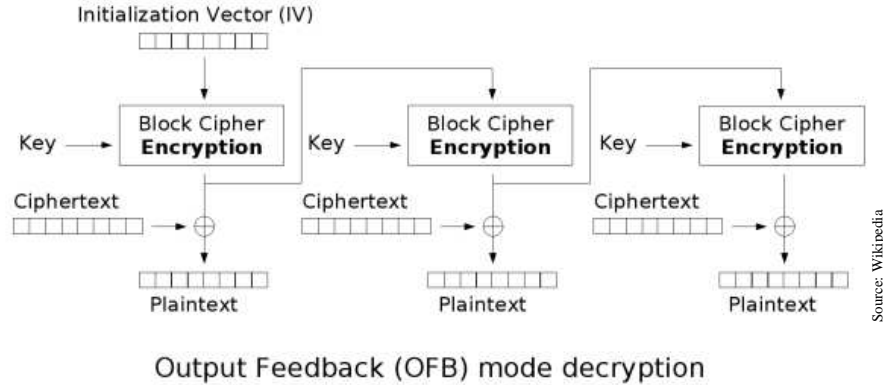 Initialization Vector (IV)
Block Cipher
Encryption
Key
Block Cipher
Encryption
Key
Block Cipher
Encryption
Key
Ciphertext
Ciphertext
Ciphertext
Plaintext
Plaintext
Plaintext
Source: Wikipedia
Output Feedback (OFB) mode decryption